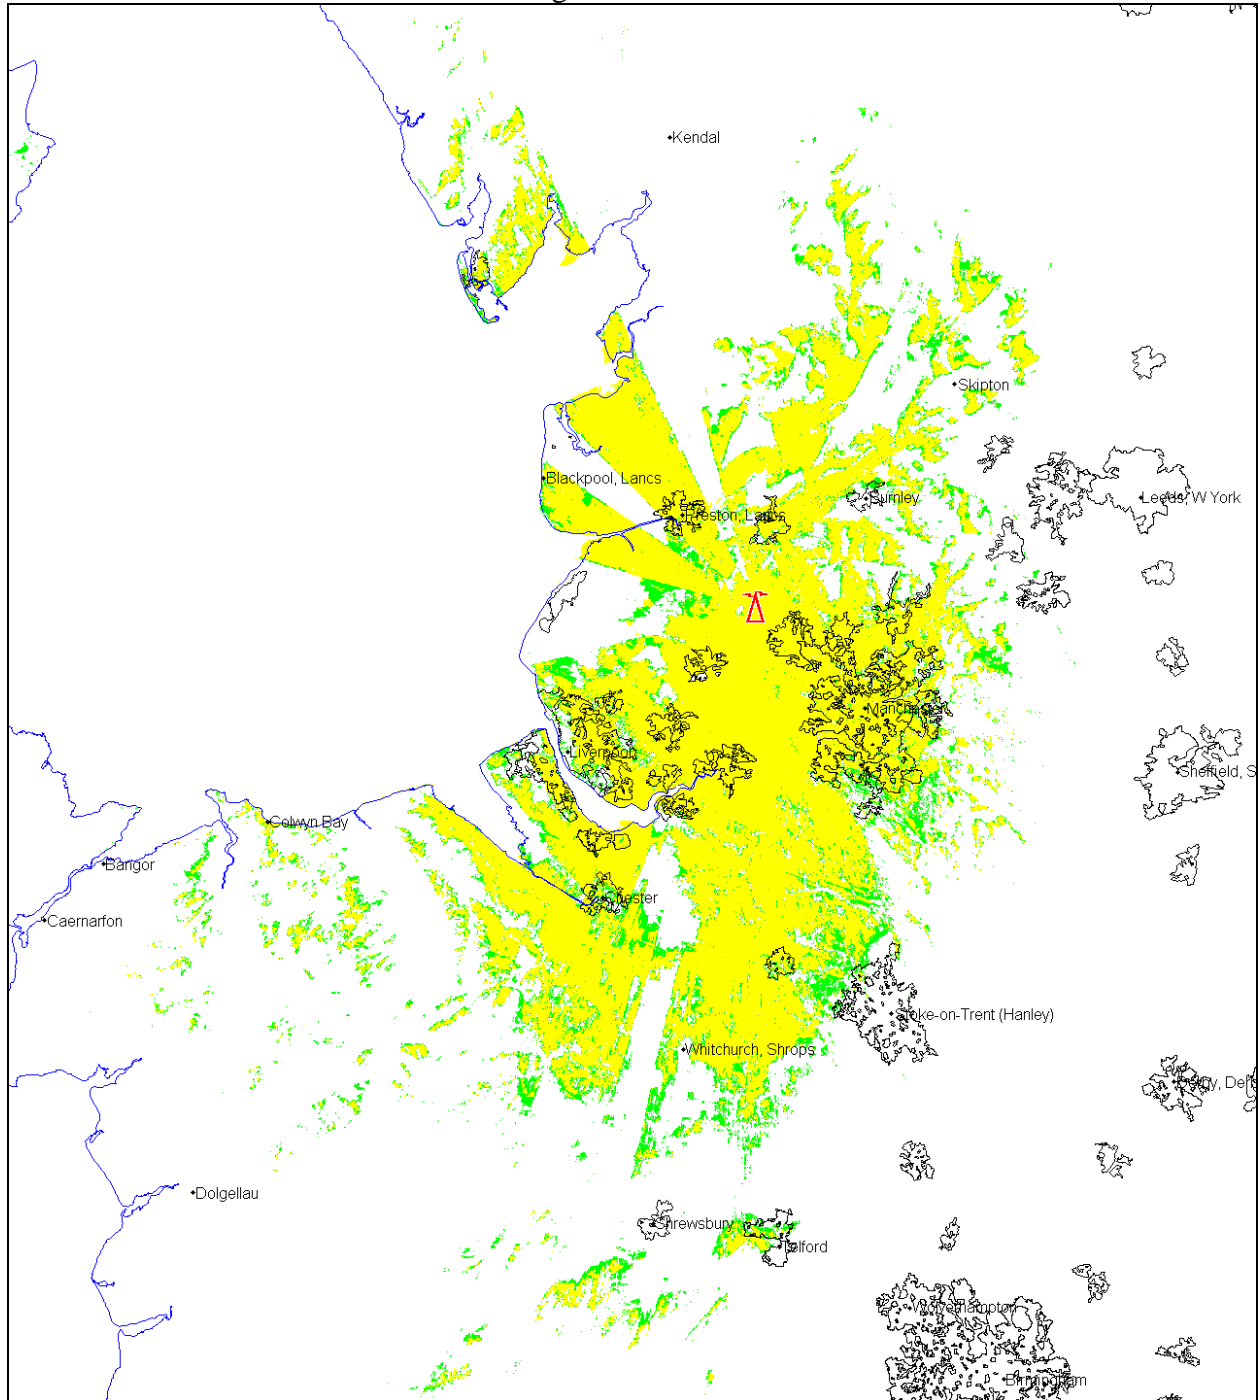 Kendal
Skipton
Blackpool, Lancs
Burnley
Leeds, W York
Preston, Lancs
Manchester
Liverpool
Sheffield, S
Colwyn Bay
Bangor
Chester
Caernarfon
Stoke-on-Trent (Hanley)
Whitchurch, Shrops
Derby, Der
Dolgellau
Shrewsbury
Telford
Wolverhampton
Birmingham